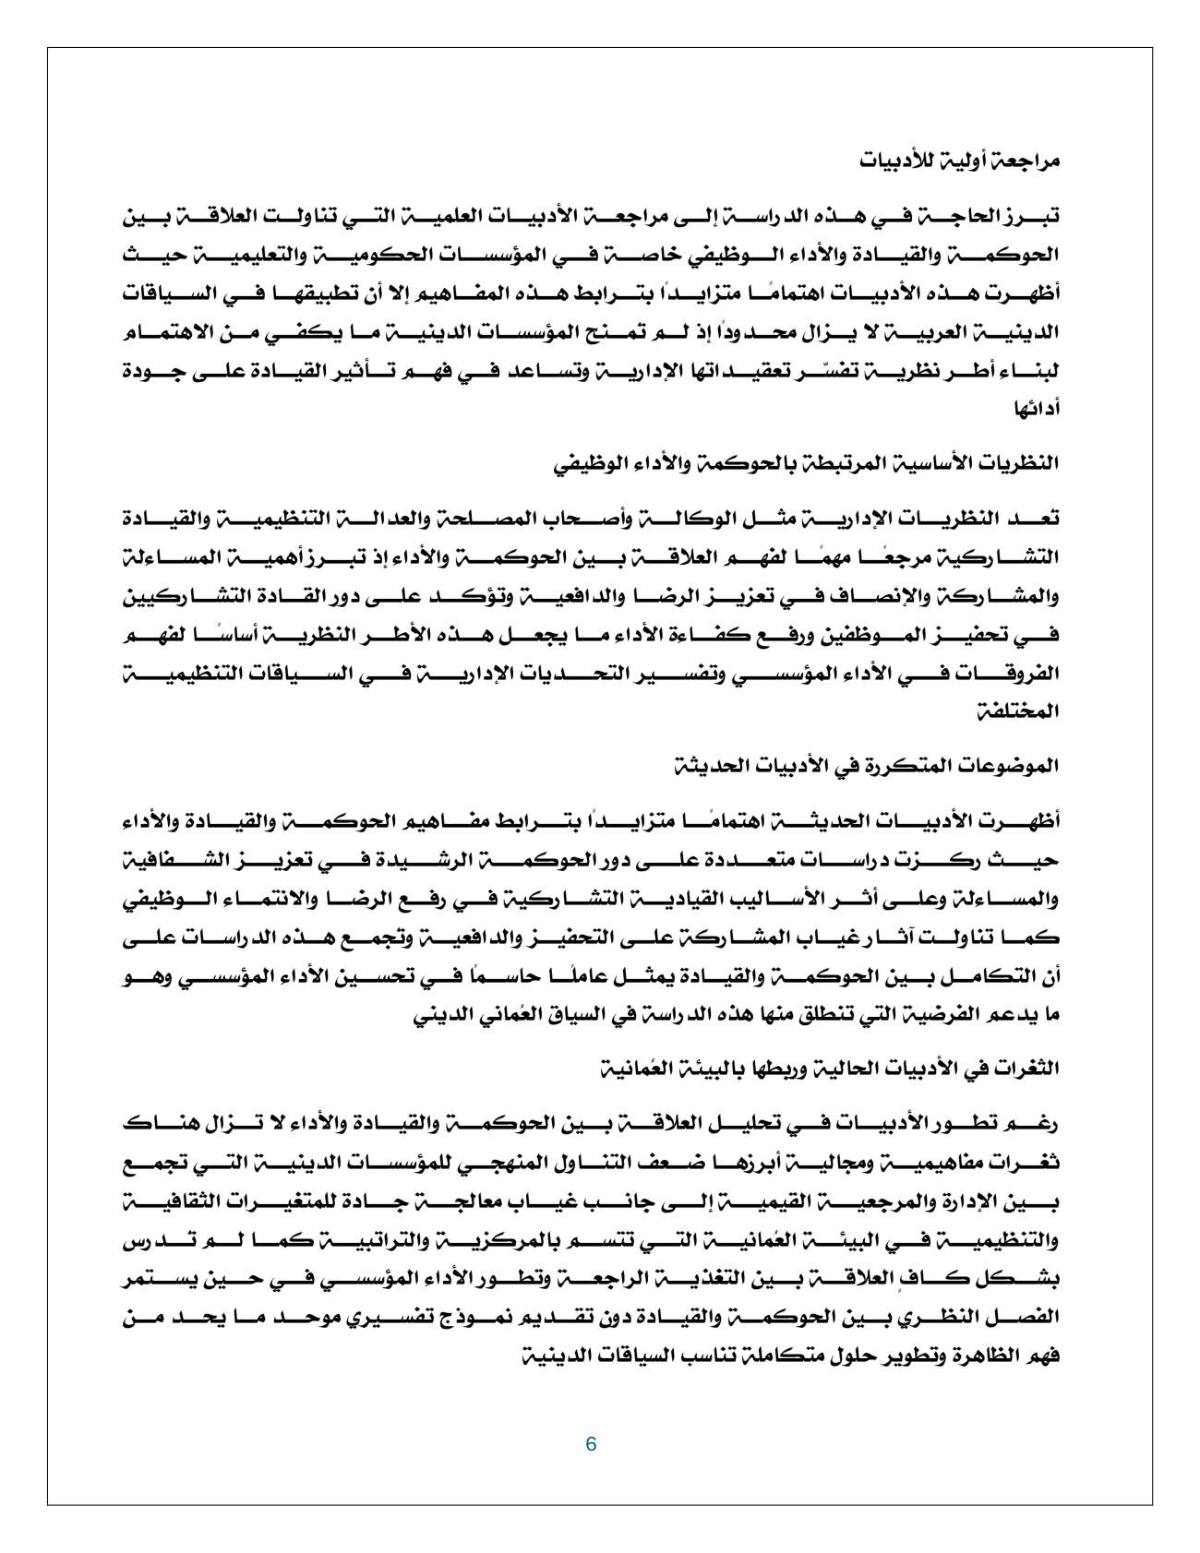 مراجعة أولية للأدبيات
تبرز الحاجة في هذه الدراسة إلى مراجعة الأدبيات العلمية التي تناولت العلاقة بين
الحوكمة والقيادة والأداء الوظيفي خاصة في المؤسسات الحكومية والتعليمية حيث
أظهرت هذه الأدبيات اهتمامًا متزايدًا بترابط هذه المفاهيم إلا أن تطبيقها في السياقات
الدينية العربية لا يزال محدودًا إذ لم تمنح المؤسسات الدينية ما يكفي من الاهتمام
لبناء أطر نظرية تفسّر تعقيداتها الإدارية وتساعد في فهم تأثير القيادة على جودة
أدائها
النظريات الأساسية المرتبطة بالحوكمة والأداء الوظيفي
تعد النظريات الإدارية مثل الوكالة وأصحاب المصلحة والعدالة التنظيمية والقيادة
التشاركية مرجعًا مهمًا لفهم العلاقة بين الحوكمة والأداء إذ تبرز أهمية المساءلة
والمشاركة والإنصاف في تعزيز الرضا والدافعية وتؤكد على دور القادة التشاركيين
في تحفيز الموظفين ورفع كفاءة الأداء ما يجعل هذه الأطر النظرية أساسًا لفهم
الفروقات في الأداء المؤسسي وتفسير التحديات الإدارية في السياقات التنظيمية
المختلفة
الموضوعات المتكررة في الأدبيات الحديثة
أظهرت الأدبيات الحديثة اهتمامًا متزايدًا بترابط مفاهيم الحوكمة والقيادة والأداء
حيث ركزت دراسات متعددة على دور الحوكمة الرشيدة في تعزيز الشفافية
والمساءلة وعلى أثر الأساليب القيادية التشاركية في رفع الرضا والانتماء الوظيفي
كما تناولت آثار غياب المشاركة على التحفيز والدافعية وتجمع هذه الدراسات على
أن التكامل بين الحوكمة والقيادة يمثل عاملًا حاسمًا في تحسين الأداء المؤسسي وهو
ما يدعم الفرضية التي تنطلق منها هذه الدراسة في السياق العُماني الديني
الثغرات في الأدبيات الحالية وربطها بالبيئة العُمانية
رغم تطور الأدبيات في تحليل العلاقة بين الحوكمة والقيادة والأداء لا تزال هناك
ثغرات مفاهيمية ومجالية أبرزها ضعف التناول المنهجي للمؤسسات الدينية التي تجمع
بين الإدارة والمرجعية القيمية إلى جانب غياب معالجة جادة للمتغيرات الثقافية
والتنظيمية في البيئة العُمانية التي تتسم بالمركزية والتراتبية كما لم تدرس
بشكل كافٍ العلاقة بين التغذية الراجعة وتطور الأداء المؤسسي في حين يستمر
الفصل النظري بين الحوكمة والقيادة دون تقديم نموذج تفسيري موحد ما يحد من
فهم الظاهرة وتطوير حلول متكاملة تناسب السياقات الدينية
6